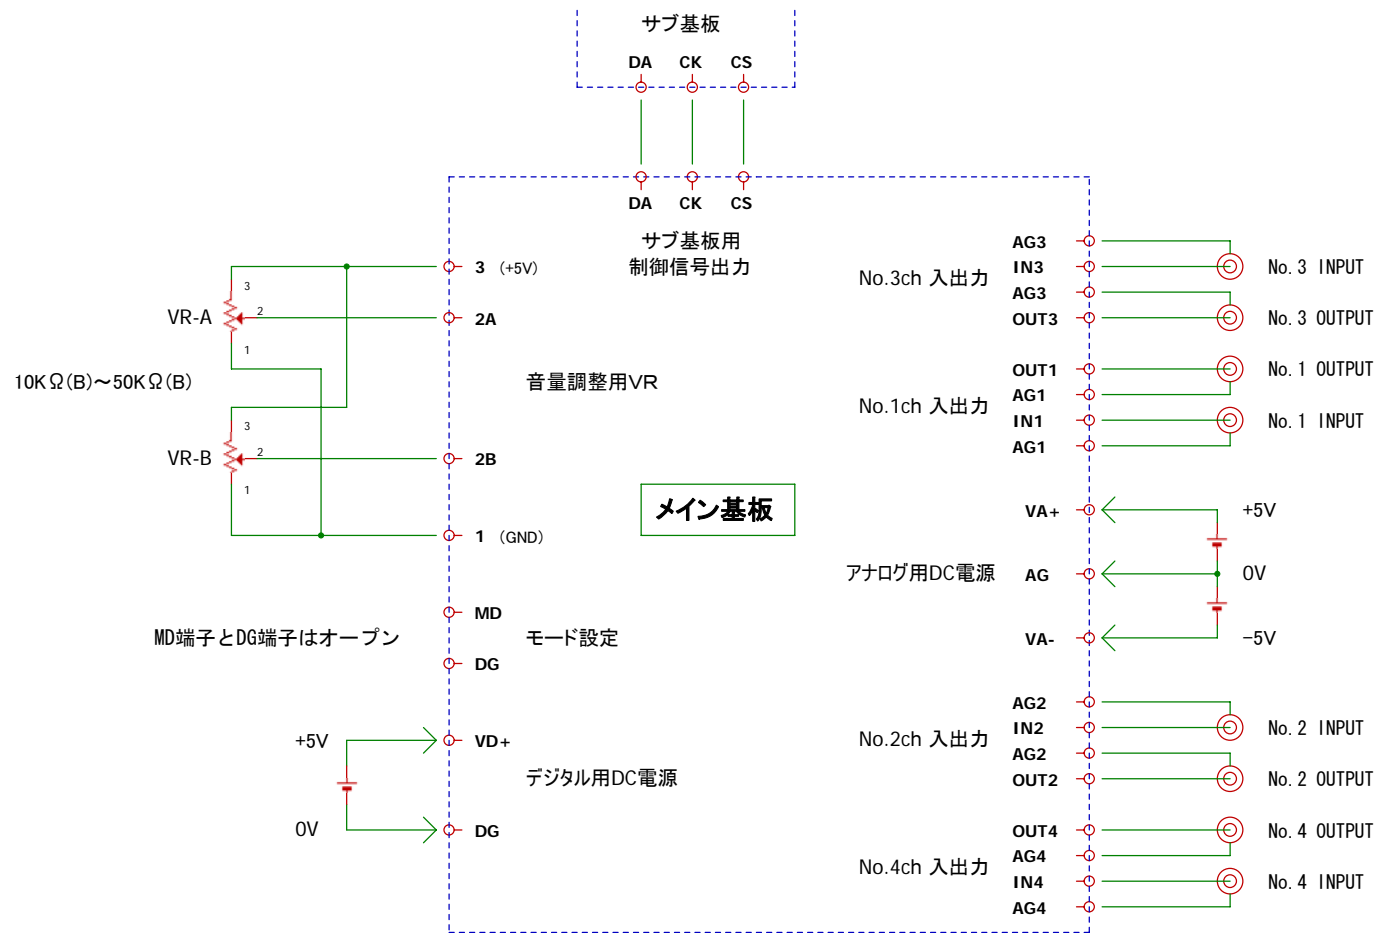 サブ基板
DA CK CS
DA CK CS
サブ基板用
制御信号出力
3 (+5V)
3
VR-A
2
2A
1
10KΩ(B)～50KΩ(B)
音量調整用VR
3
VR-B
2
2B
1
1 (GND)
メイン基板
MD
MD端子とDG端子はオープン
モード設定
DG
+5V
VD+
デジタル用DC電源
0V
DG
AG3
No.3ch 入出力
IN3
No.3 INPUT
AG3
OUT3
No.3 OUTPUT
OUT1
No.1 OUTPUT
No.1ch 入出力
AG1
IN1
No.1 INPUT
AG1
VA+
+5V
アナログ用DC電源
AG
0V
VA-
-5V
AG2
No.2ch 入出力
IN2
No.2 INPUT
AG2
OUT2
No.2 OUTPUT
OUT4
No.4 OUTPUT
No.4ch 入出力
AG4
IN4
No.4 INPUT
AG4